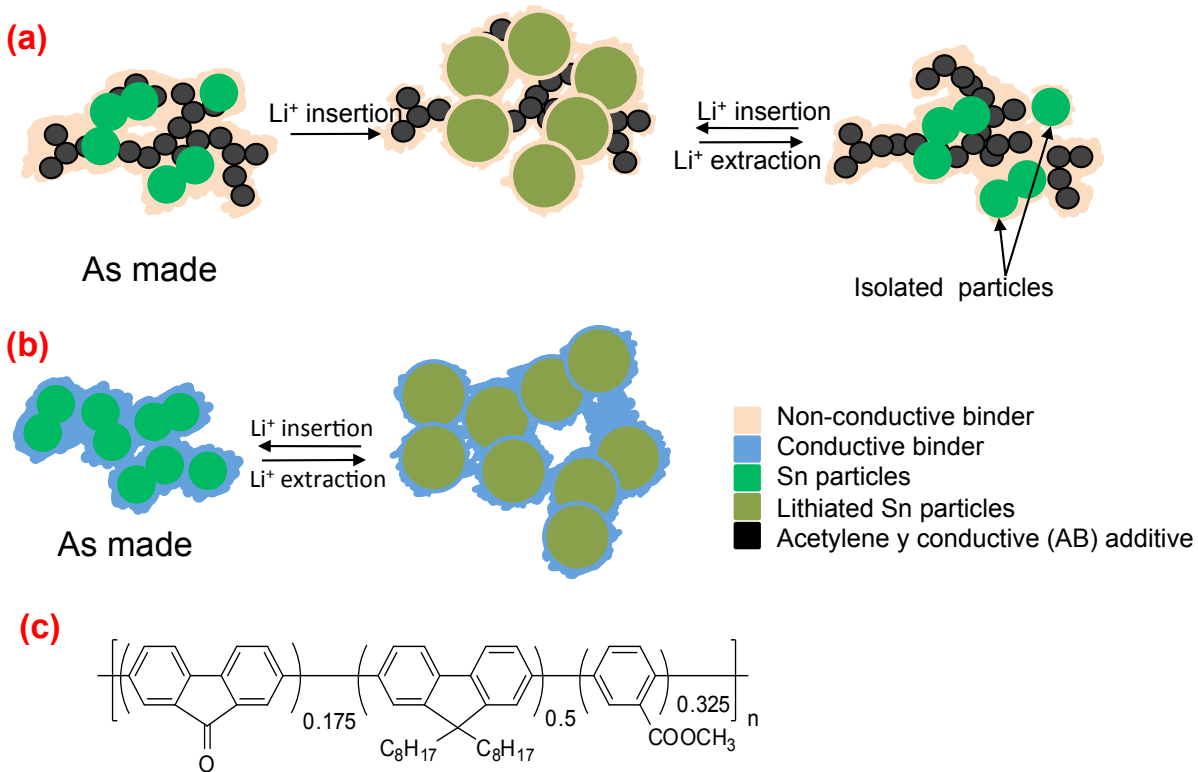 (a)
Li⁺ insertion
Li⁺ insertion
Li⁺ extraction
As made
Isolated particles
(b)
Li⁺ insertion
Li⁺ extraction
As made
Non-conductive binder
Conductive binder
Sn particles
Lithiated Sn particles
Acetylene y conductive (AB) additive
(c)
0.175
0.5
0.325
n
O
C₈H₁₇ C₈H₁₇
COOCH₃